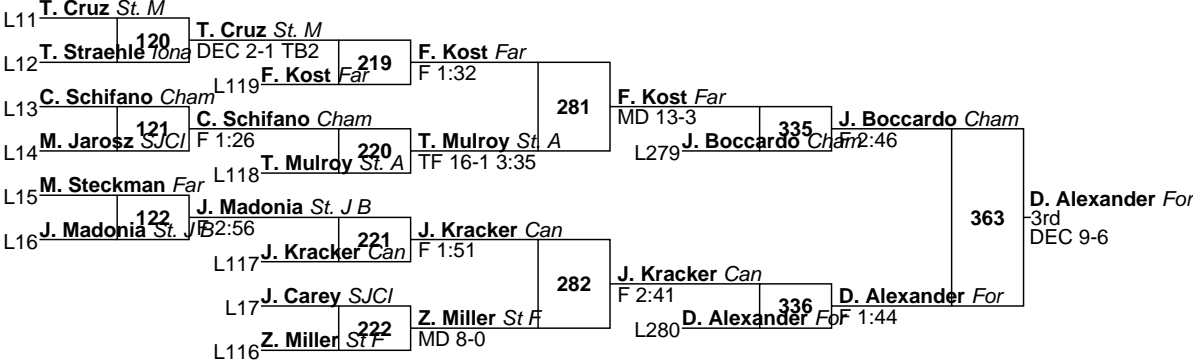 L11 T. Cruz St. M
120
L12 T. Straehle Iona
T. Cruz St. M
DEC 2-1 TB2
219
L119 F. Kost Far
F. Kost Far
F 1:32
L13 C. Schifano Cham
121
L14 M. Jarosz SJCI
C. Schifano Cham
F 1:26
220
L118 T. Mulroy St. A
T. Mulroy St. A
TF 16-1 3:35
281
F. Kost Far
MD 13-3
335
L279 J. Boccardo Cham
J. Boccardo Cham
F 2:46
L15 M. Steckman Far
122
L16 J. Madonia St. J B
J. Madonia St. J B
F 2:56
221
L117 J. Kracker Can
J. Kracker Can
F 1:51
L17 J. Carey SJCI
222
L116 Z. Miller St F
Z. Miller St F
MD 8-0
282
J. Kracker Can
F 2:41
336
L280 D. Alexander For
D. Alexander For
F 1:44
363
D. Alexander For
3rd
DEC 9-6